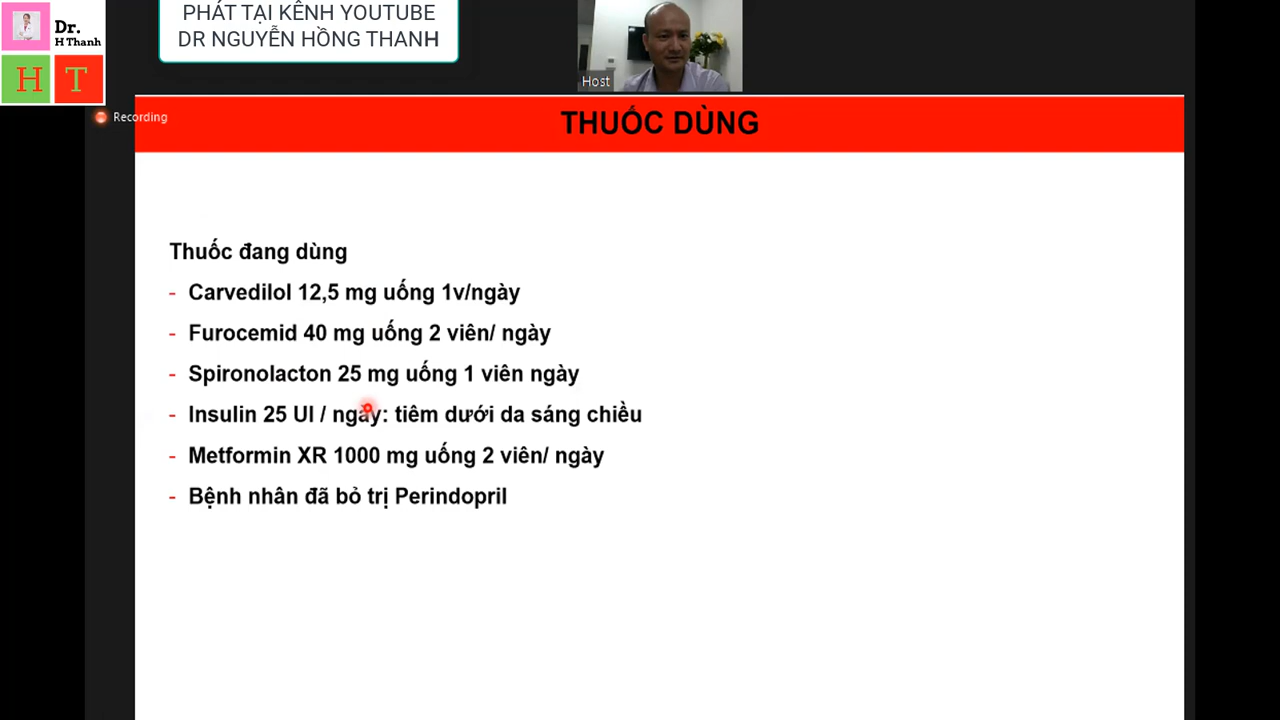 PHÁT TẠI KÊNH YOUTUBE
DR NGUYỄN HỒNG THANH
Dr.
H Thanh
H T
Host
Recording
THUỐC DÙNG
Thuốc đang dùng
- Carvedilol 12,5 mg uống 1v/ngày
- Furocemid 40 mg uống 2 viên/ ngày
- Spironolacton 25 mg uống 1 viên ngày
- Insulin 25 UI / ngày: tiêm dưới da sáng chiều
- Metformin XR 1000 mg uống 2 viên/ ngày
- Bệnh nhân đã bỏ trị Perindopril